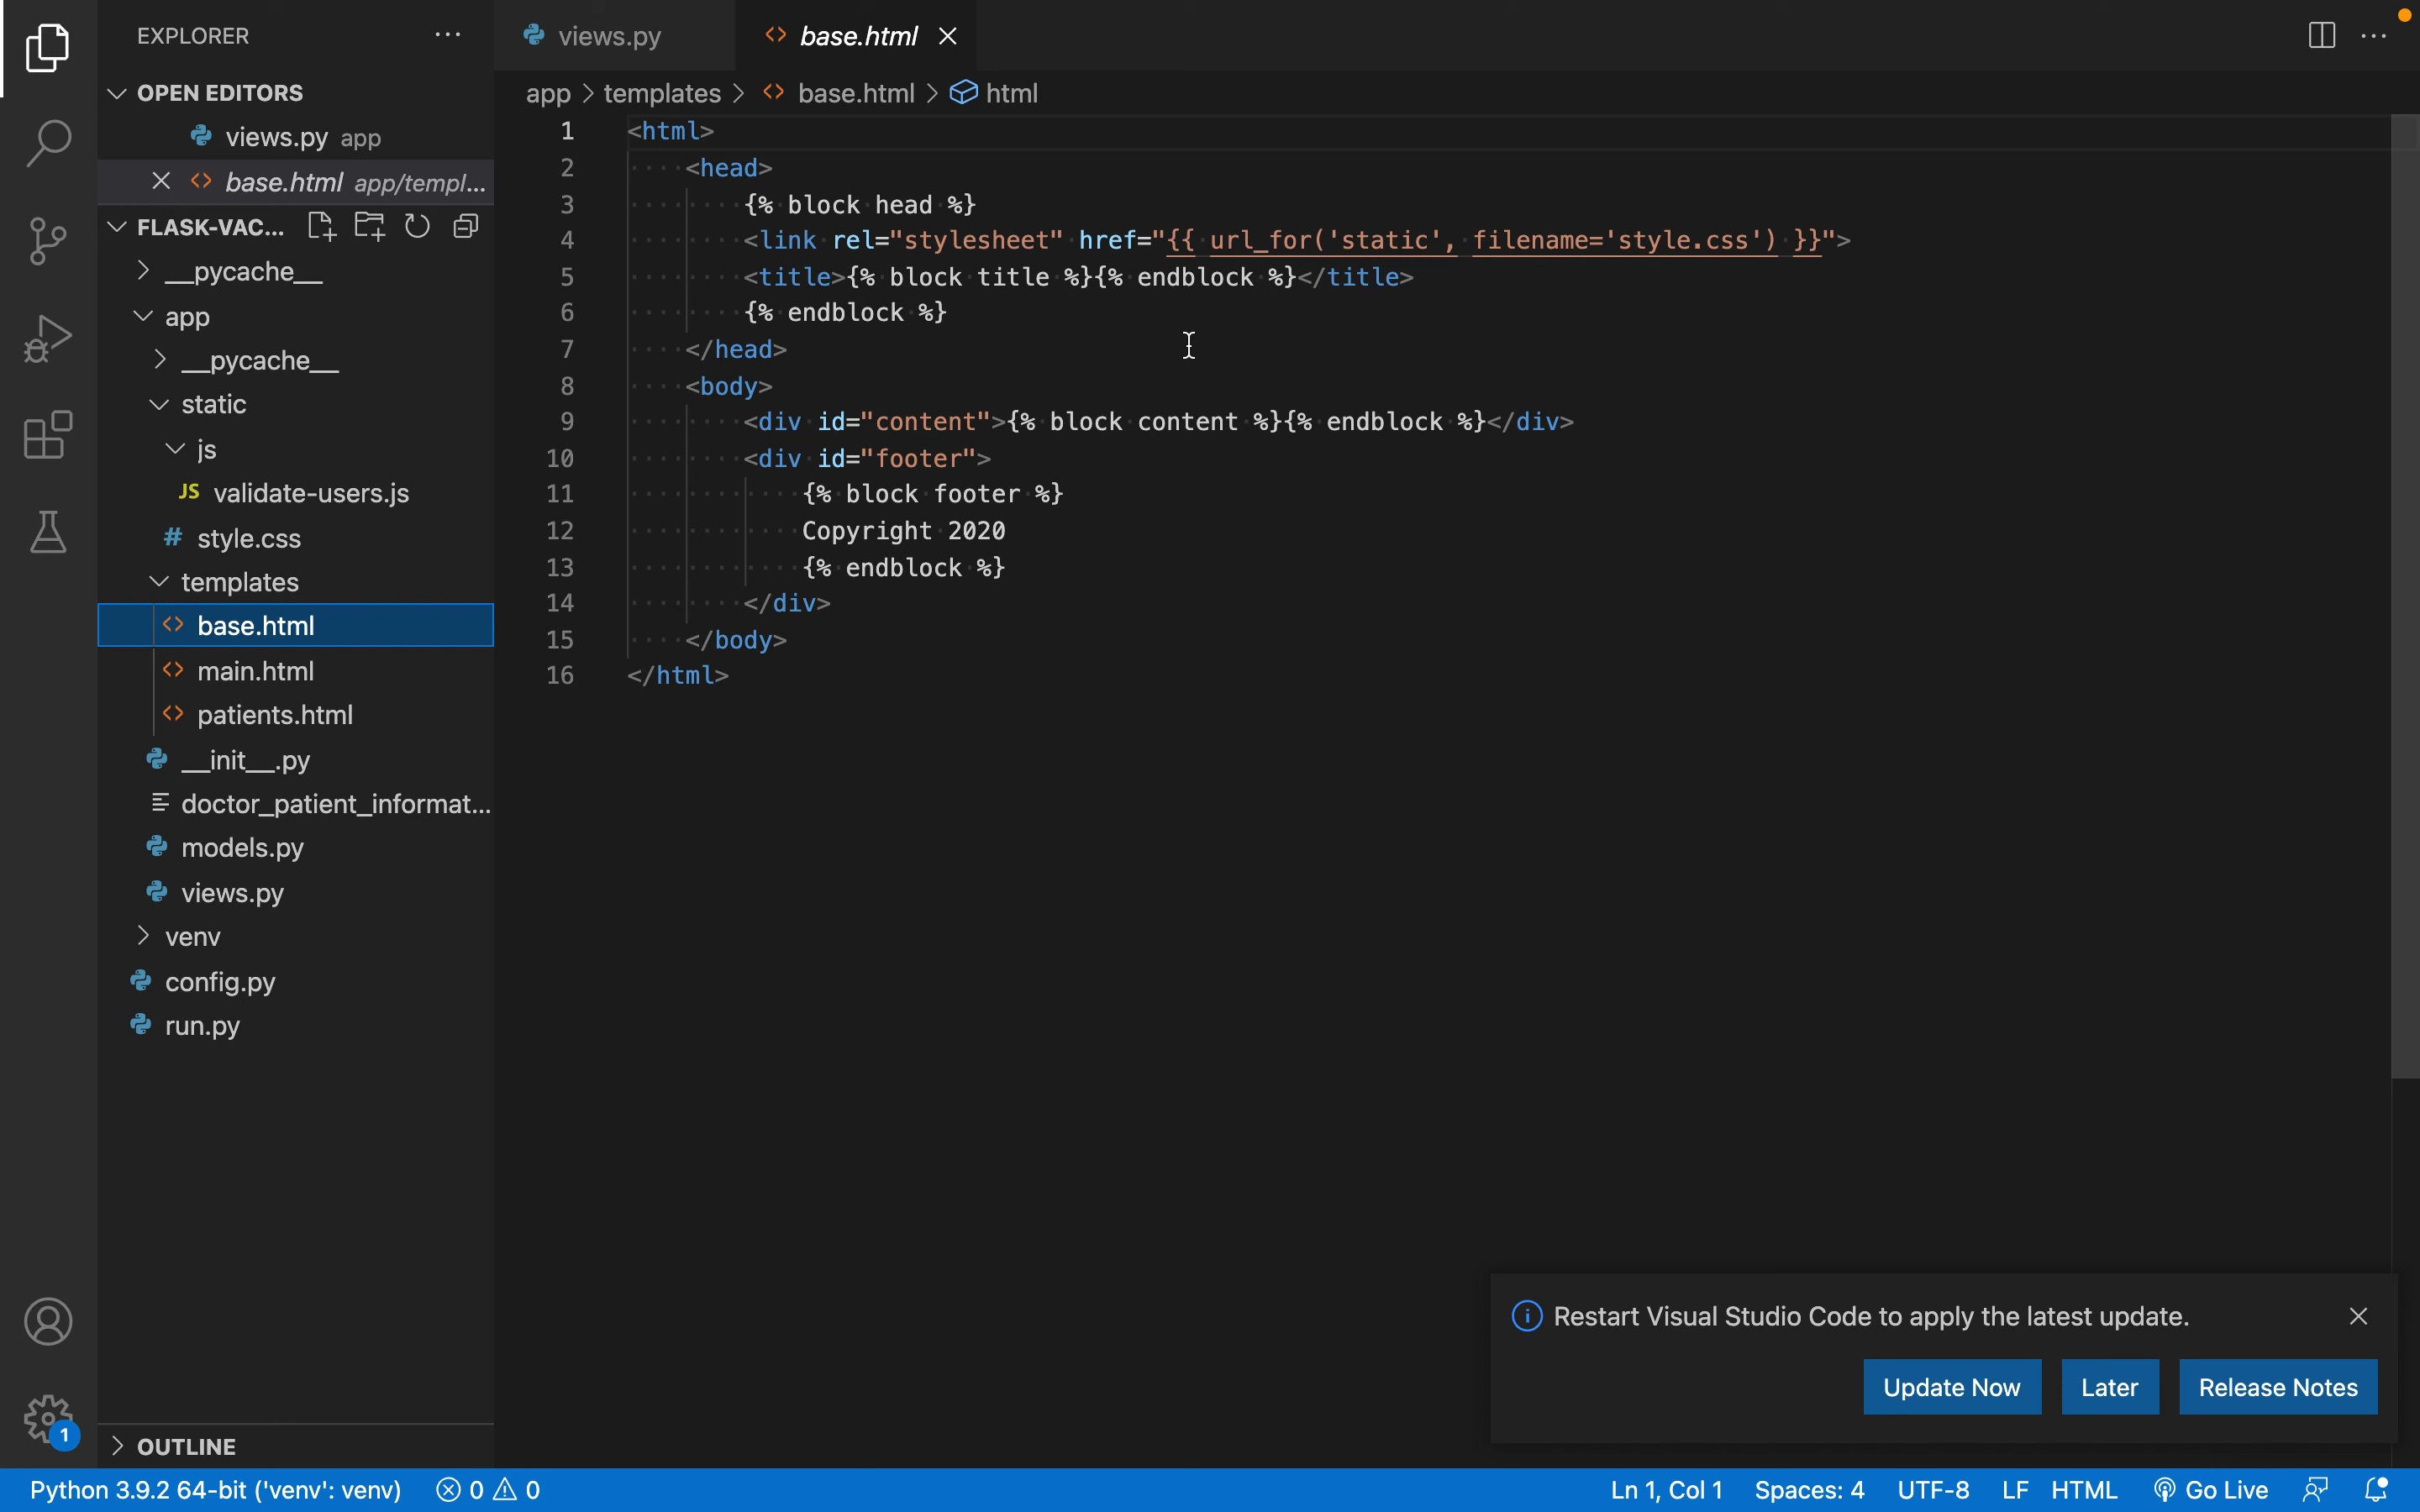 EXPLORER
OPEN EDITORS
views.py app
base.html app/templ...
FLASK-VAC...
__pycache__
app
__pycache__
static
js
JS validate-users.js
# style.css
templates
base.html
main.html
patients.html
__init__.py
doctor_patient_informat...
models.py
views.py
venv
config.py
run.py
OUTLINE
views.py
base.html
app > templates > base.html > html
1 <html>
2 <head>
3 {% block head %}
4 <link rel="stylesheet" href="{{ url_for('static', filename='style.css') }}">
5 <title>{% block title %}{% endblock %}</title>
6 {% endblock %}
7 </head>
8 <body>
9 <div id="content">{% block content %}{% endblock %}</div>
10 <div id="footer">
11 {% block footer %}
12 Copyright 2020
13 {% endblock %}
14 </div>
15 </body>
16 </html>
Restart Visual Studio Code to apply the latest update.
Update Now Later Release Notes
1
Python 3.9.2 64-bit ('venv': venv) 0 0 Ln 1, Col 1 Spaces: 4 UTF-8 LF HTML Go Live